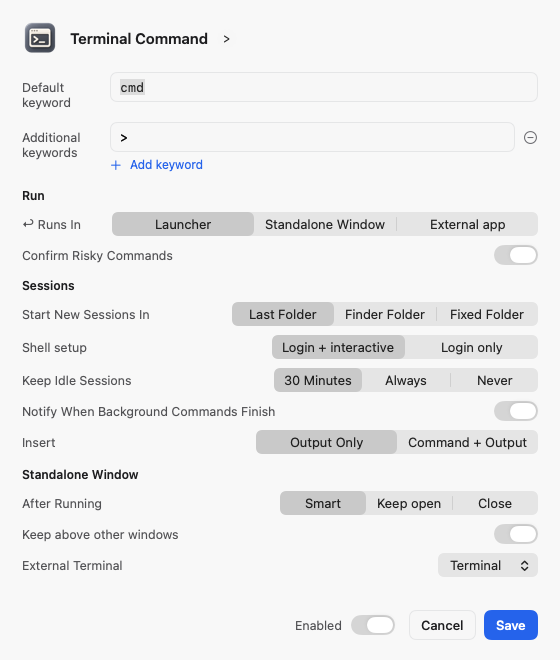 Terminal Command >
Default keyword
cmd
Additional keywords
>
+ Add keyword
Run
↩ Runs In
Launcher
Standalone Window
External app
Confirm Risky Commands
Sessions
Start New Sessions In
Last Folder
Finder Folder
Fixed Folder
Shell setup
Login + interactive
Login only
Keep Idle Sessions
30 Minutes
Always
Never
Notify When Background Commands Finish
Insert
Output Only
Command + Output
Standalone Window
After Running
Smart
Keep open
Close
Keep above other windows
External Terminal
Terminal
Enabled
Cancel
Save